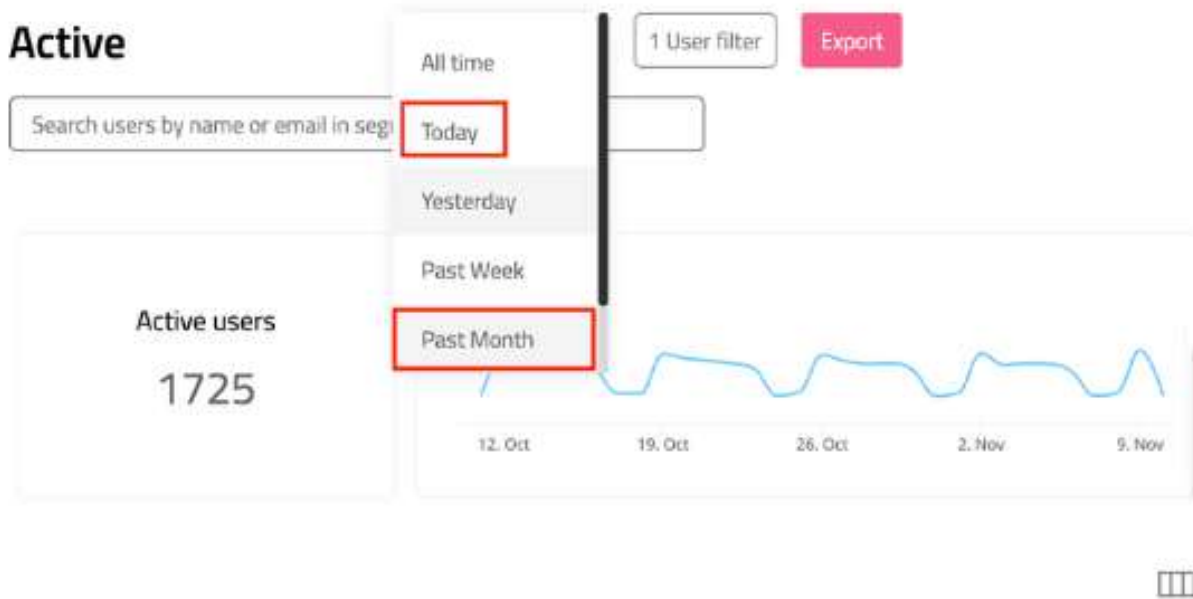 Active
All time
1 User filter
Export
Search users by name or email in seg
Today
Yesterday
Past Week
Past Month
Active users
1725
12. Oct
19. Oct
26. Oct
2. Nov
9. Nov